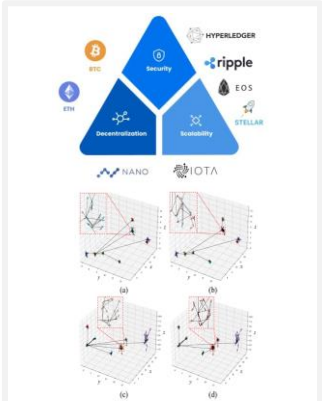 HYPERLEDGER
BTC
Security
ripple
EOS
ETH
STELLAR
Decentralization
Scalability
NANO
IOTA
(a)
(b)
(c)
(d)